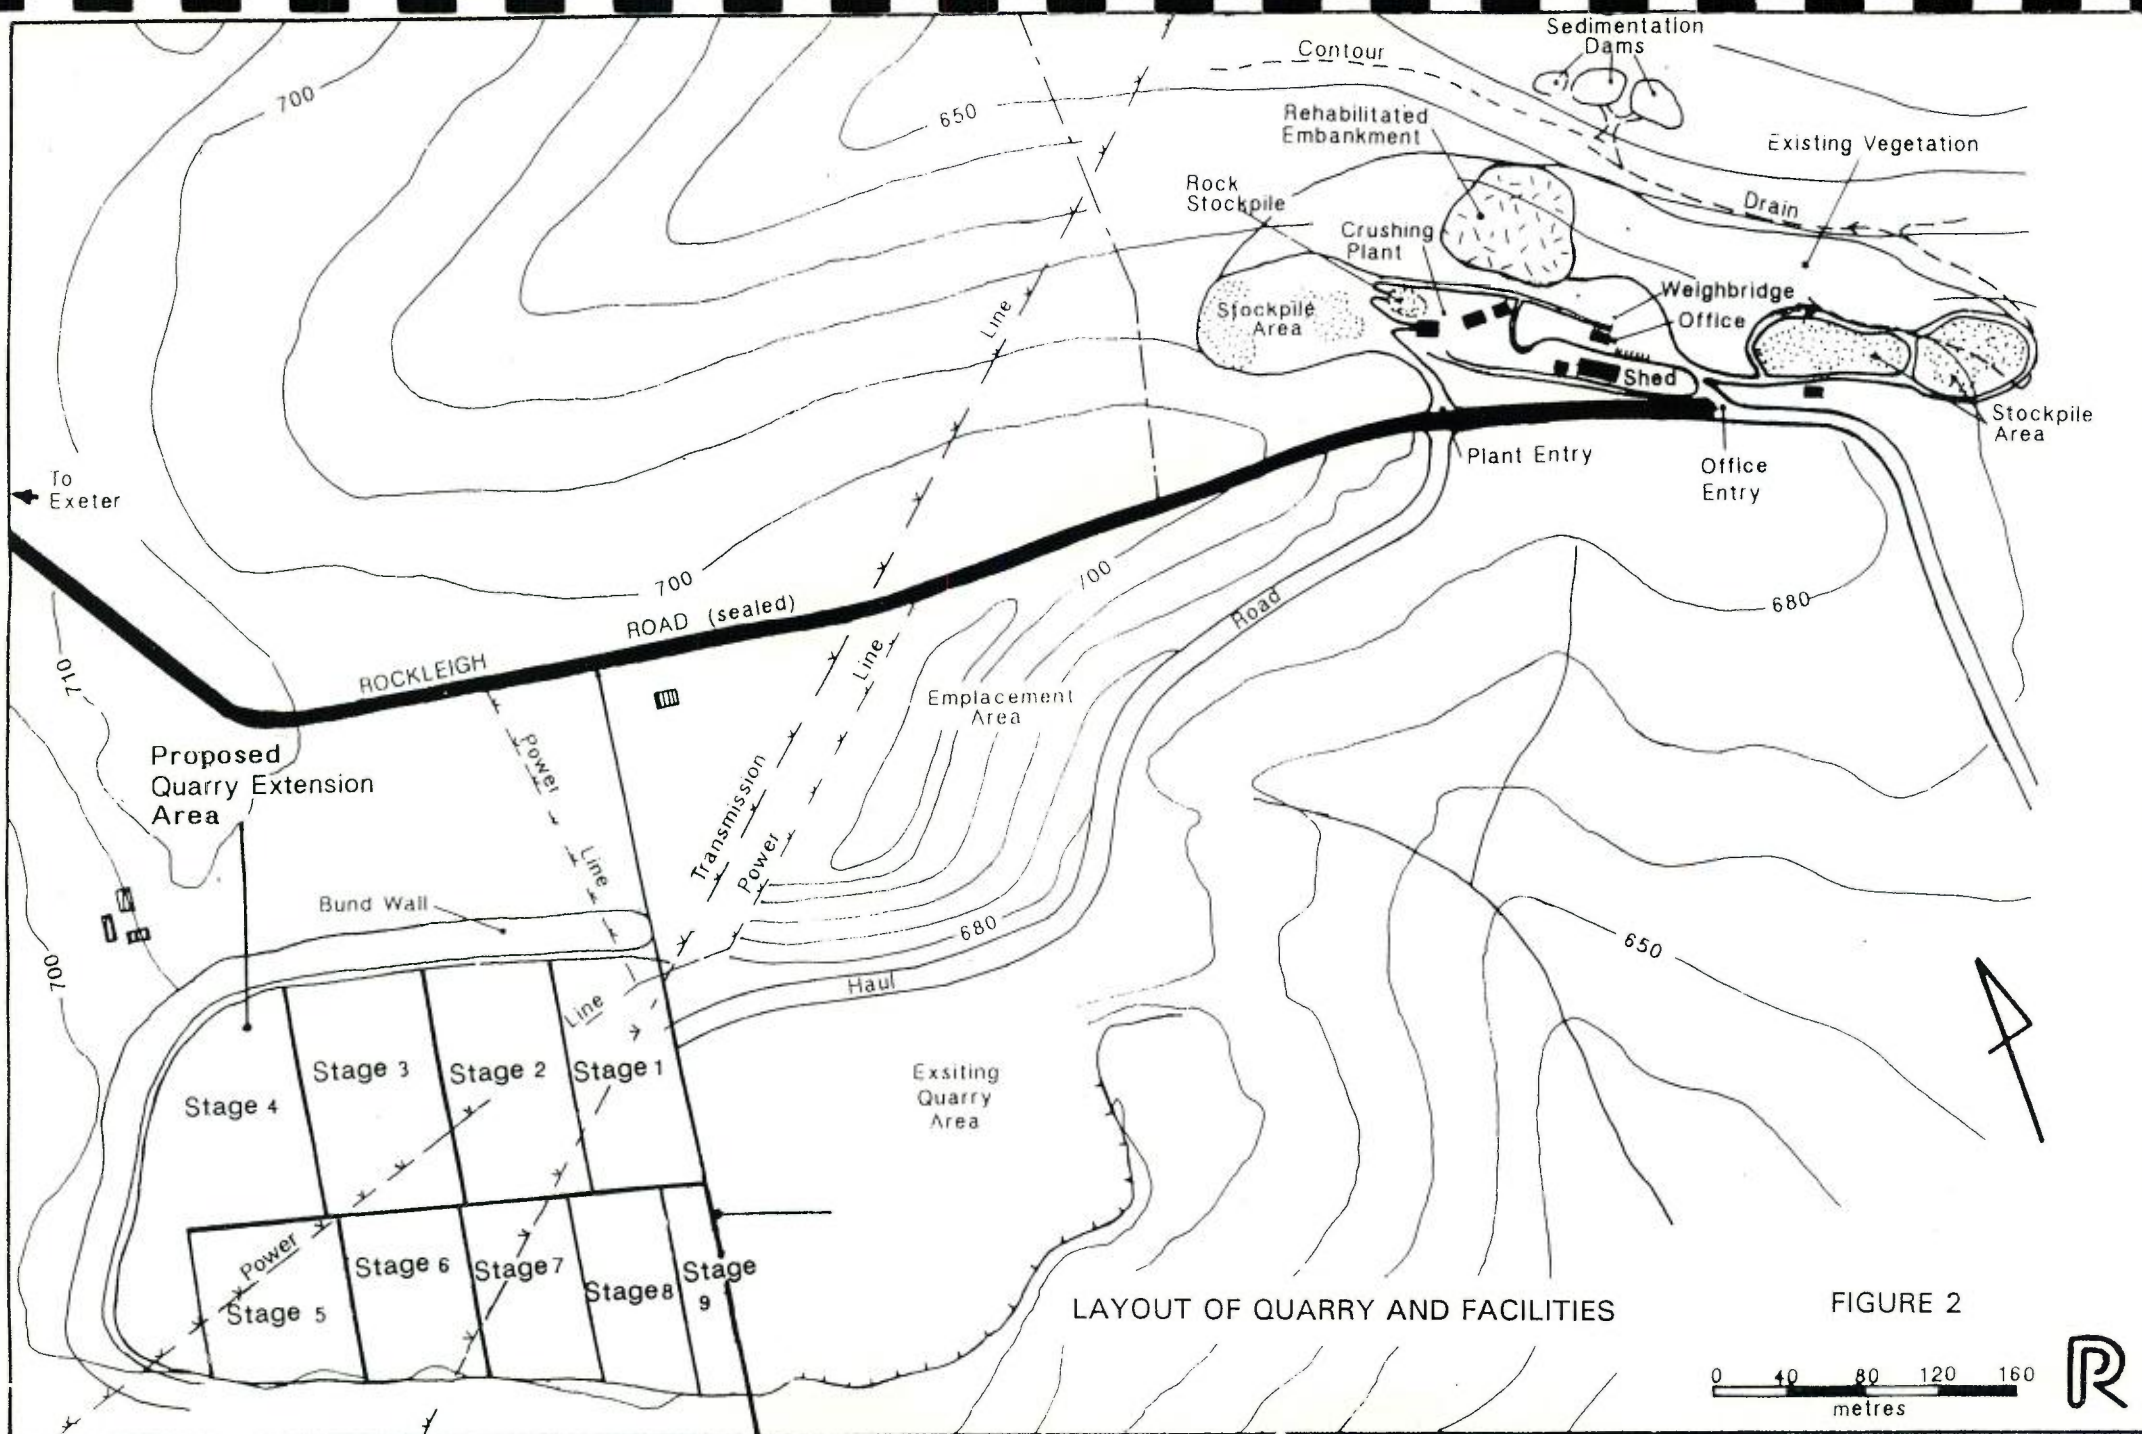 Sedimentation
Dams
Contour
700
650
Rehabilitated
Embankment
Existing Vegetation
Rock
Stockpile
Drain
Crushing
Plant
Weighbridge
Stockpile
Area
Office
Line
Shed
Stockpile
Area
Plant Entry
Office
Entry
To
Exeter
700
700
680
ROAD (sealed)
Road
ROCKLEIGH
710
Line
Emplacement
Area
Proposed
Quarry Extension
Area
Power
Line
Transmission
Power
Bund Wall
680
650
700
Haul
Line
Stage 3
Stage 2
Stage 1
Exsiting
Quarry
Area
Stage 4
Power
Stage 5
Stage 6
Stage 7
Stage 8
Stage
9
LAYOUT OF QUARRY AND FACILITIES
FIGURE 2
0 40 80 120 160
metres
R